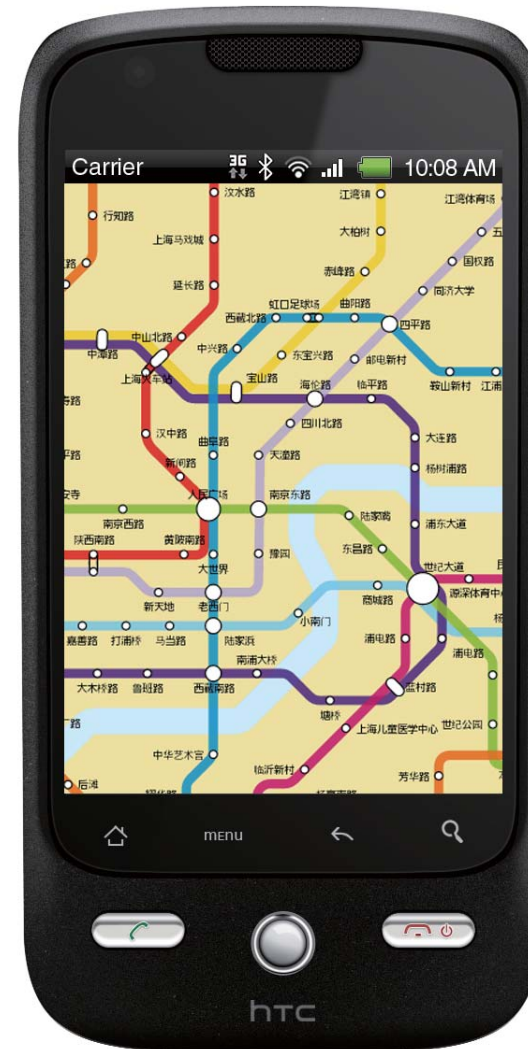 Carrier 3G 10:08 AM
汶水路
江湾镇
江湾体育场
行知路
五
上海马戏城
大柏树
国权路
路
延长路
赤峰路
同济大学
西藏北路
虹口足球场
曲阳路
四平路
中山北路
中兴路
东宝兴路
邮电新村
中潭路
上海火车站
宝山路
海伦路
临平路
鞍山新村
江浦
寿路
汉中路
曲阜路
四川北路
大连路
平路
新闸路
天潼路
杨树浦路
安寺
人民广场
南京东路
南京西路
陆家嘴
浦东大道
陕西南路
黄陂南路
豫园
东昌路
大世界
世纪大道
新天地
老西门
商城路
源深体育中心
小南门
杨
嘉善路
打浦桥
马当路
陆家浜
浦电路
浦电路
南浦大桥
大木桥路
鲁班路
西藏南路
蓝村路
塘桥
上海儿童医学中心
世纪公园
中华艺术宫
临沂新村
芳华路
后滩
MENU
hTC